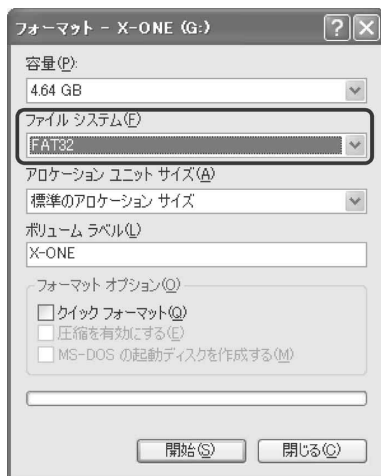 フォーマット - X-ONE (G:)
容量(P):
4.64 GB
ファイル システム(F)
FAT32
アロケーション ユニット サイズ(A)
標準のアロケーション サイズ
ボリューム ラベル(L)
X-ONE
フォーマット オプション(O)
クイック フォーマット(Q)
圧縮を有効にする(E)
MS-DOS の起動ディスクを作成する(M)
開始(S)
閉じる(C)